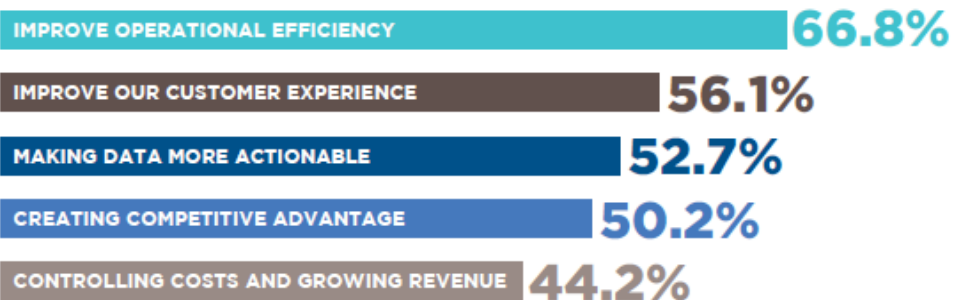 IMPROVE OPERATIONAL EFFICIENCY 66.8%
IMPROVE OUR CUSTOMER EXPERIENCE 56.1%
MAKING DATA MORE ACTIONABLE 52.7%
CREATING COMPETITIVE ADVANTAGE 50.2%
CONTROLLING COSTS AND GROWING REVENUE 44.2%